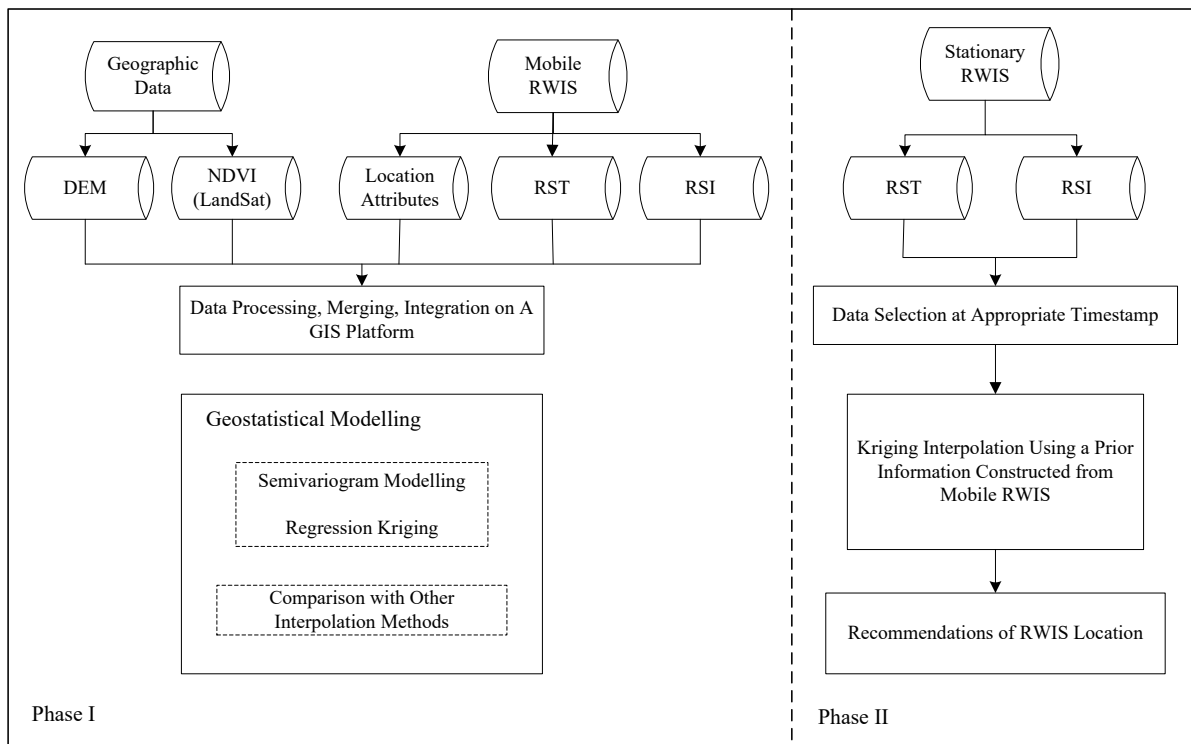 Geographic
Data
Mobile
RWIS
DEM
NDVI
(LandSat)
Location
Attributes
RST
RSI
Data Processing, Merging, Integration on A
GIS Platform
Geostatistical Modelling
Semivariogram Modelling
Regression Kriging
Comparison with Other
Interpolation Methods
Phase I
Stationary
RWIS
RST
RSI
Data Selection at Appropriate Timestamp
Kriging Interpolation Using a Prior
Information Constructed from
Mobile RWIS
Recommendations of RWIS Location
Phase II